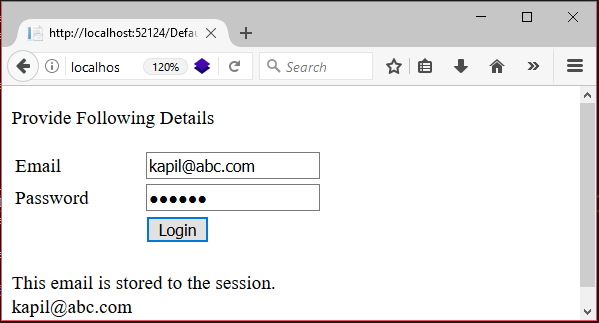 http://localhost:52124/Defau
localhos 120% Search
Provide Following Details
Email kapil@abc.com
Password ●●●●●●
Login
This email is stored to the session.
kapil@abc.com